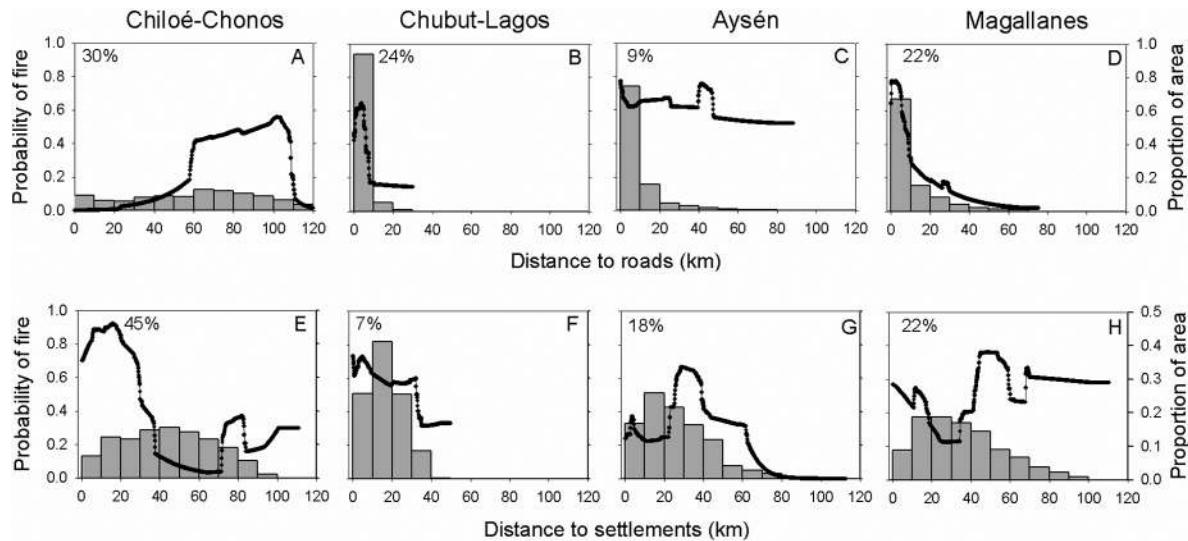 Chiloé-Chonos Chubut-Lagos Aysén Magallanes
Probability of fire
1.0 0.8 0.6 0.4 0.2 0.0
30% A
0 20 40 60 80 100 120
24% B
0 20 40 60 80 100 120
9% C
0 20 40 60 80 100 120
22% D
0 20 40 60 80 100 120
1.0 0.8 0.6 0.4 0.2 0.0
Proportion of area
Distance to roads (km)
Probability of fire
1.0 0.8 0.6 0.4 0.2 0.0
45% E
0 20 40 60 80 100 120
7% F
0 20 40 60 80 100 120
18% G
0 20 40 60 80 100 120
22% H
0 20 40 60 80 100 120
0.5 0.4 0.3 0.2 0.1 0.0
Proportion of area
Distance to settlements (km)